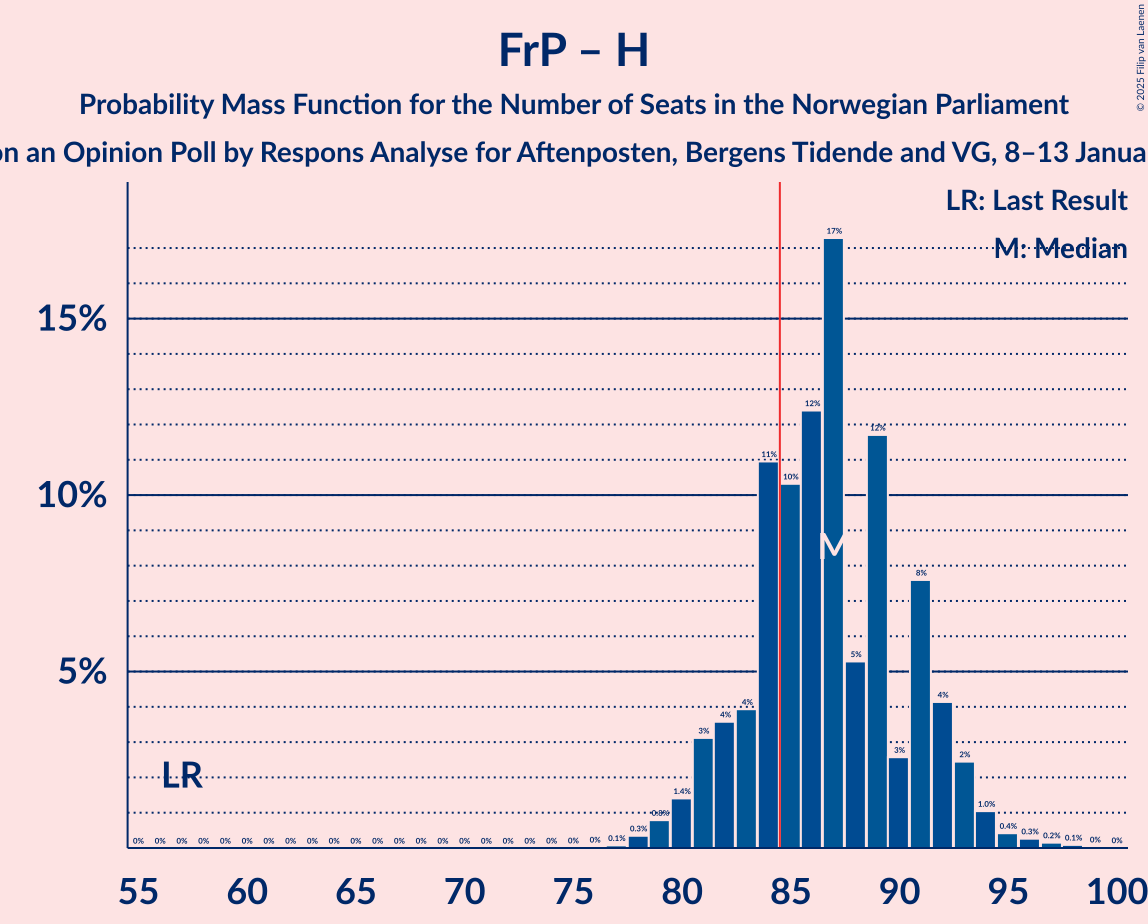 FrP – H
Probability Mass Function for the Number of Seats in the Norwegian Parliament
on an Opinion Poll by Respons Analyse for Aftenposten, Bergens Tidende and VG, 8–13 Janua
© 2025 Filip van Laenen
LR: Last Result
M: Median
15%
10%
5%
17%
12%
12%
11%
10%
M
8%
5%
4%
4%
4%
3%
3%
2%
LR
1.4%
1.0%
0.8%
0.3%
0.4%
0.3%
0.2%
0.1%
0.1%
0% 0% 0% 0% 0% 0% 0% 0% 0% 0% 0% 0% 0% 0% 0% 0% 0% 0% 0% 0% 0% 0% 0% 0%
55 60 65 70 75 80 85 90 95 100